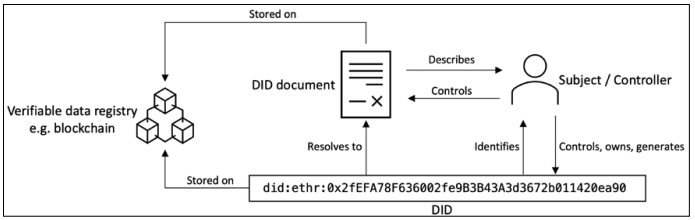 Stored on
Describes
DID document
Subject / Controller
Controls
Verifiable data registry
e.g. blockchain
Resolves to
Identifies
Controls, owns, generates
Stored on
did:ethr:0x2fEFA78F636002fe9B3B43A3d3672b011420ea90
DID